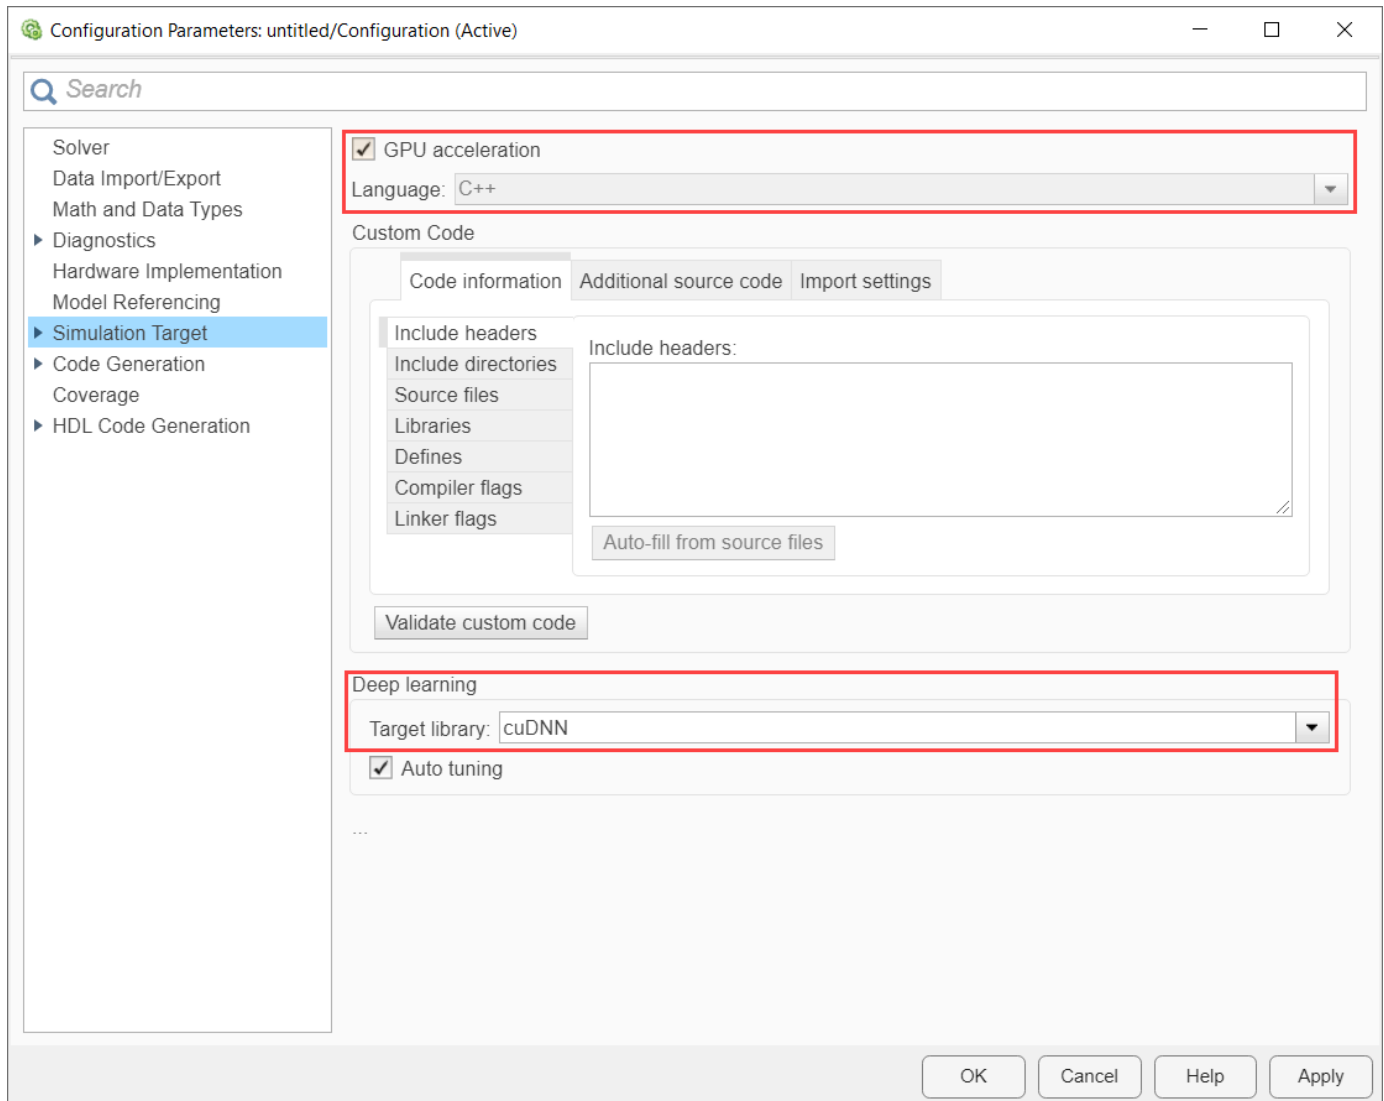 Configuration Parameters: untitled/Configuration (Active)
Search
Solver
Data Import/Export
Math and Data Types
Diagnostics
Hardware Implementation
Model Referencing
Simulation Target
Code Generation
Coverage
HDL Code Generation
GPU acceleration
Language: C++
Custom Code
Code information Additional source code Import settings
Include headers
Include directories
Source files
Libraries
Defines
Compiler flags
Linker flags
Include headers:
Auto-fill from source files
Validate custom code
Deep learning
Target library: cuDNN
Auto tuning
...
OK Cancel Help Apply